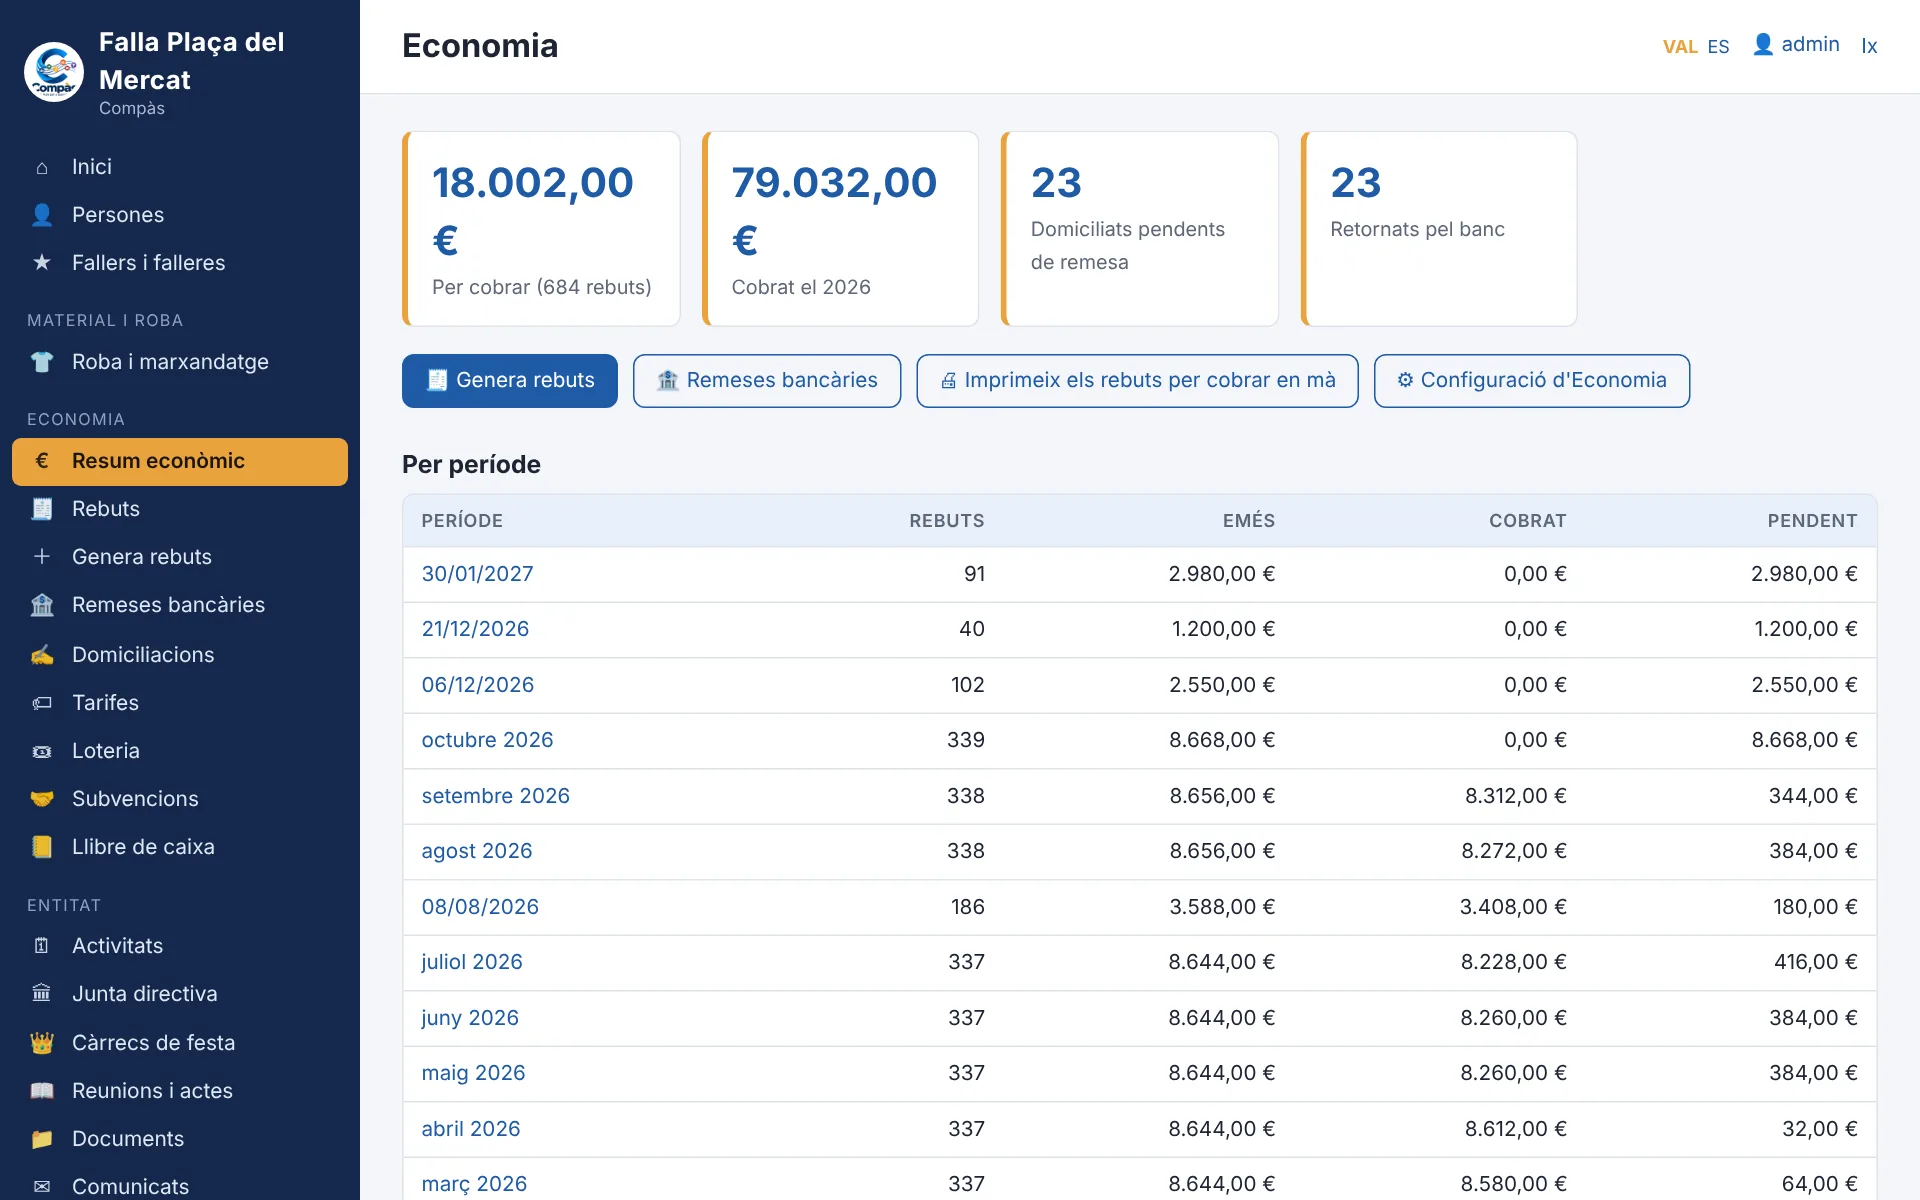 Falla Plaça del
Mercat
Compàs
Inici
Persones
Fallers i falleres
MATERIAL I ROBA
Roba i marxandatge
ECONOMIA
€ Resum econòmic
Rebuts
Genera rebuts
Remeses bancàries
Domiciliacions
Tarifes
Loteria
Subvencions
Llibre de caixa
ENTITAT
Activitats
Junta directiva
Càrrecs de festa
Reunions i actes
Documents
Comunicats
Economia
VAL ES admin Ix
18.002,00
€
Per cobrar (684 rebuts)
79.032,00
€
Cobrat el 2026
23
Domiciliats pendents
de remesa
23
Retornats pel banc
Genera rebuts
Remeses bancàries
Imprimeix els rebuts per cobrar en mà
Configuració d'Economia
Per període
PERÍODE REBUTS EMÉS COBRAT PENDENT
30/01/2027 91 2.980,00 € 0,00 € 2.980,00 €
21/12/2026 40 1.200,00 € 0,00 € 1.200,00 €
06/12/2026 102 2.550,00 € 0,00 € 2.550,00 €
octubre 2026 339 8.668,00 € 0,00 € 8.668,00 €
setembre 2026 338 8.656,00 € 8.312,00 € 344,00 €
agost 2026 338 8.656,00 € 8.272,00 € 384,00 €
08/08/2026 186 3.588,00 € 3.408,00 € 180,00 €
juliol 2026 337 8.644,00 € 8.228,00 € 416,00 €
juny 2026 337 8.644,00 € 8.260,00 € 384,00 €
maig 2026 337 8.644,00 € 8.260,00 € 384,00 €
abril 2026 337 8.644,00 € 8.612,00 € 32,00 €
març 2026 337 8.644,00 € 8.580,00 € 64,00 €